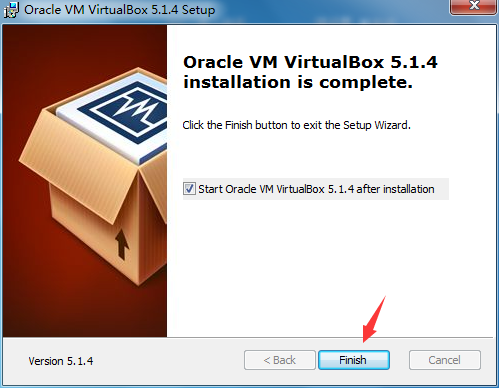 Oracle VM VirtualBox 5.1.4 Setup
Oracle VM VirtualBox 5.1.4
installation is complete.
Click the Finish button to exit the Setup Wizard.
Start Oracle VM VirtualBox 5.1.4 after installation
Version 5.1.4
< Back
Finish
Cancel